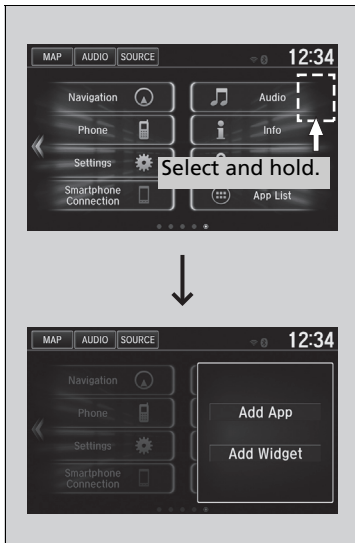 MAP AUDIO SOURCE 12:34
Navigation Audio
Phone Info
Settings
Select and hold.
Smartphone
Connection
App List
MAP AUDIO SOURCE 12:34
Navigation
Phone
Add App
Settings
Add Widget
Smartphone
Connection